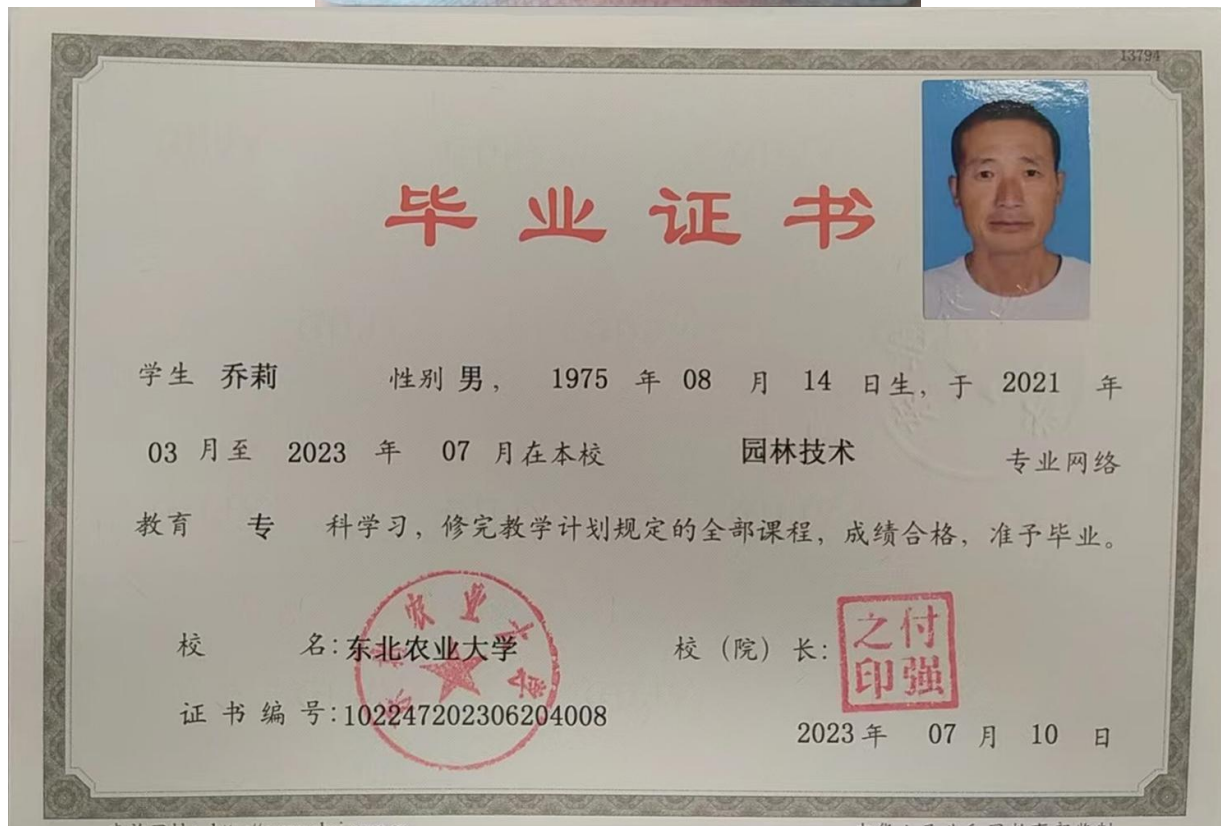 13794
毕业证书
学生 乔莉 性别 男， 1975 年 08 月 14 日生，于 2021 年
03 月至 2023 年 07 月在本校 园林技术 专业网络
教育 专 科学习，修完教学计划规定的全部课程，成绩合格，准予毕业。
校 名：东北农业大学
校（院）长：
付强之印
证书编号：102247202306204008
2023 年 07 月 10 日